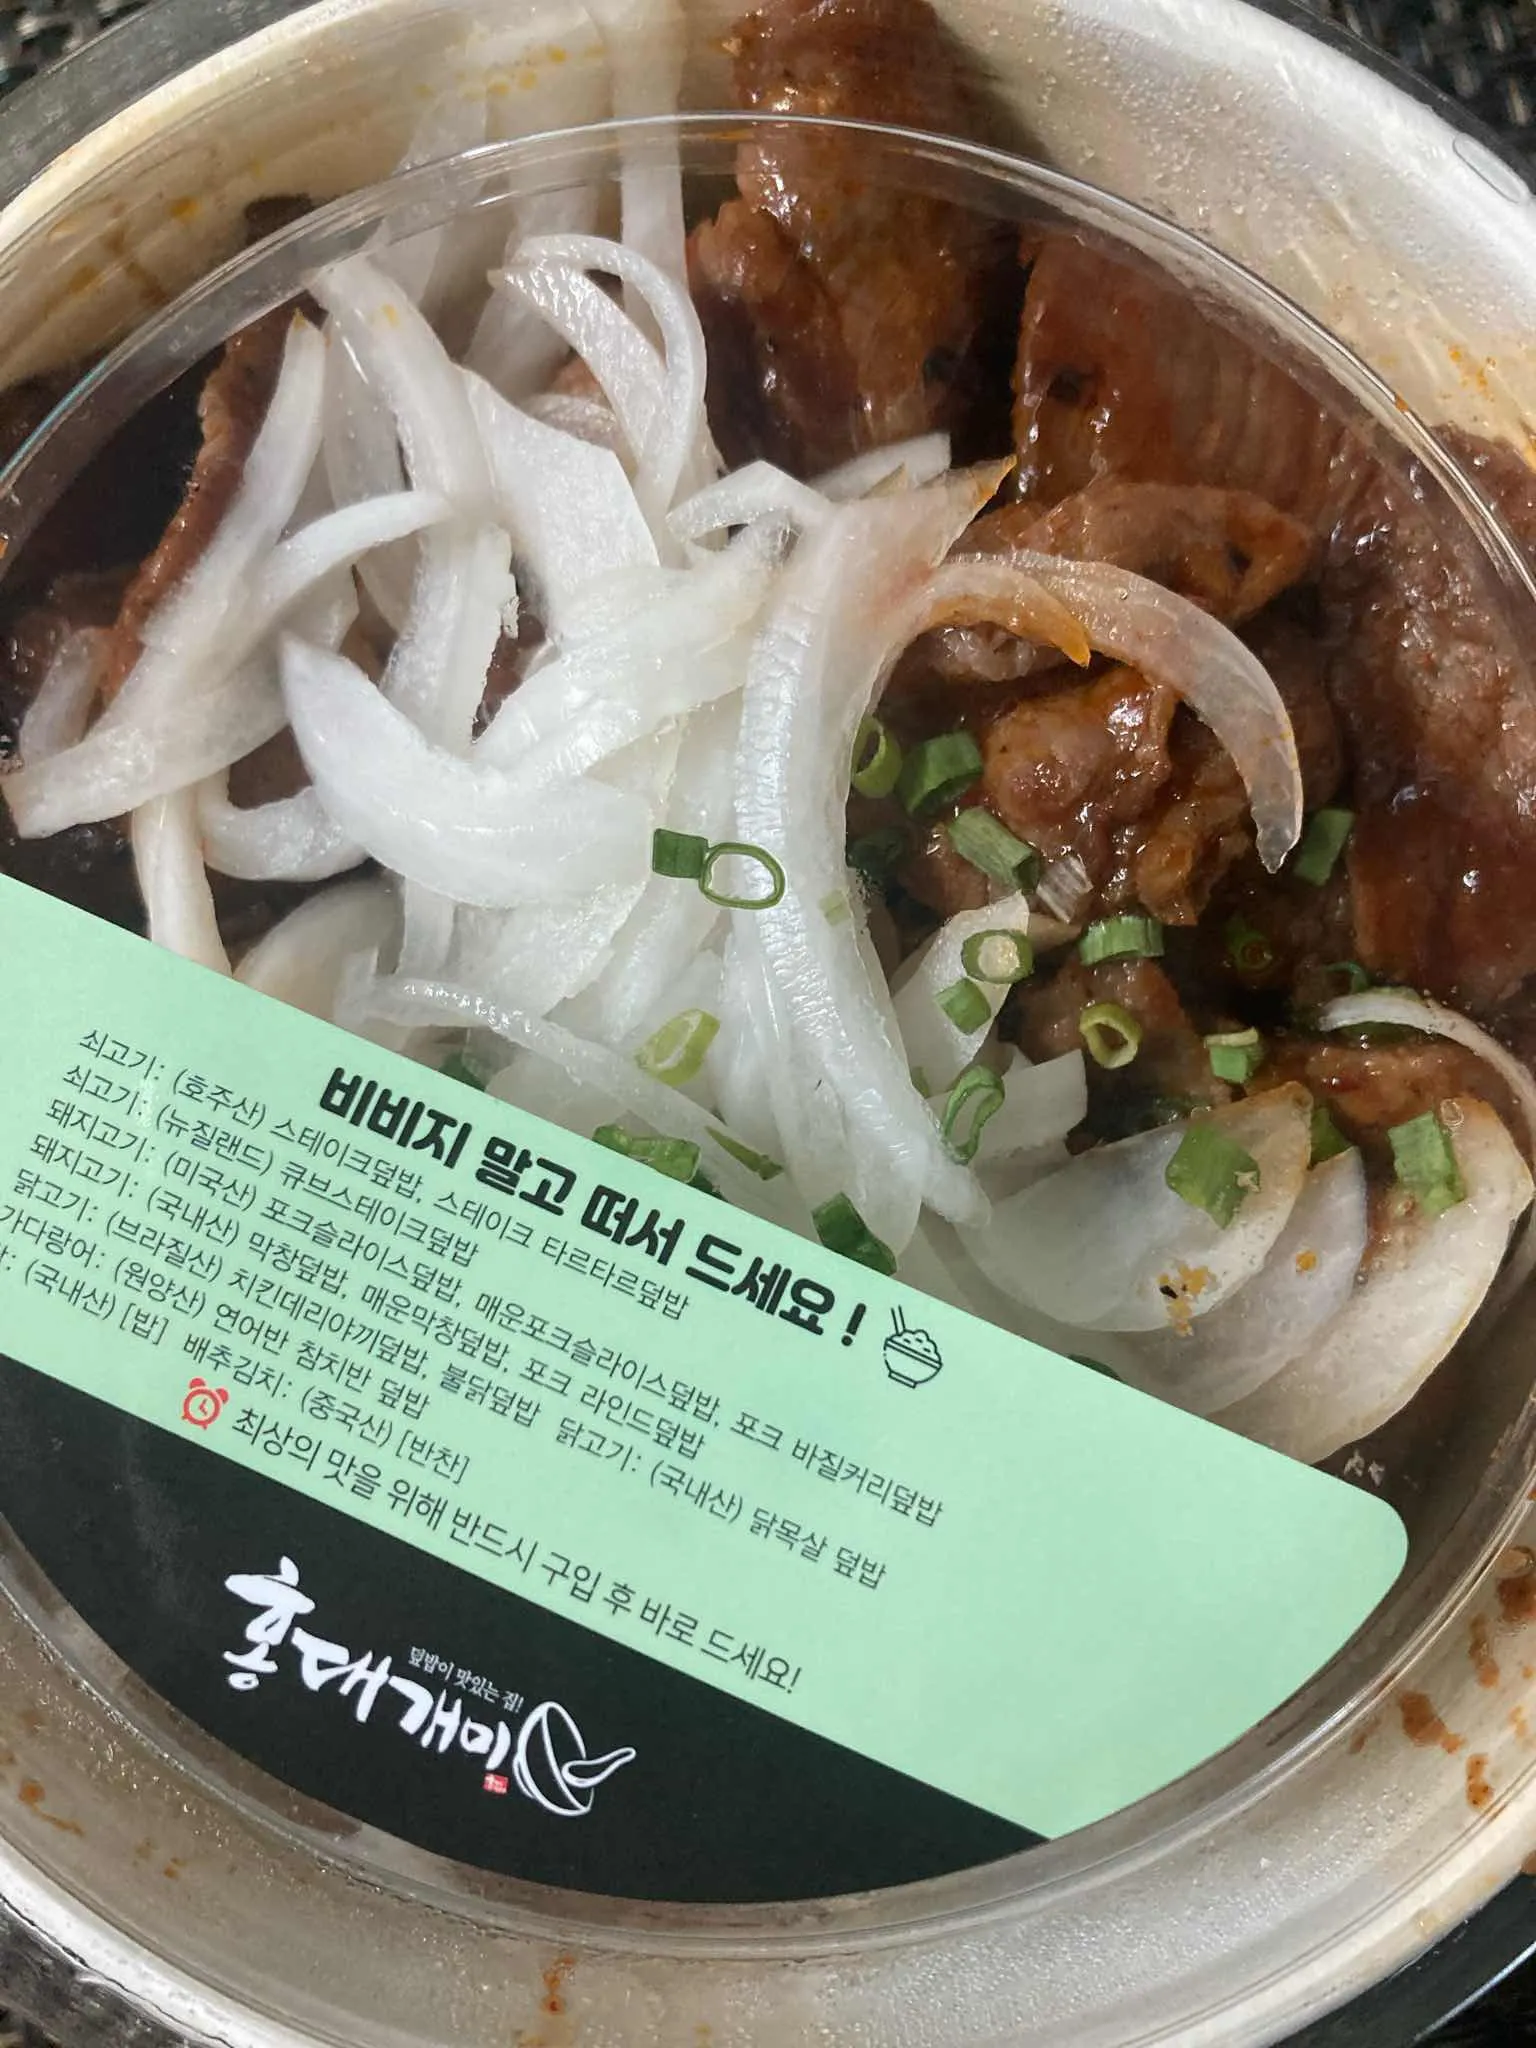 비비지 말고 떠서 드세요!
쇠고기: (호주산) 스테이크덮밥, 스테이크 타르타르덮밥
쇠고기: (뉴질랜드) 큐브스테이크덮밥
돼지고기: (미국산) 포크슬라이스덮밥, 매운포크슬라이스덮밥, 포크 바질커리덮밥
돼지고기: (국내산) 막창덮밥, 매운막창덮밥, 포크 라인드덮밥
닭고기: (브라질산) 치킨데리야끼덮밥, 불닭덮밥 닭고기: (국내산) 닭목살 덮밥
가다랑어: (원양산) 연어반 참치반 덮밥
: (국내산) [밥] 배추김치: (중국산) [반찬]
최상의 맛을 위해 반드시 구입 후 바로 드세요!
덮밥이 맛있는 집!
홍대개미